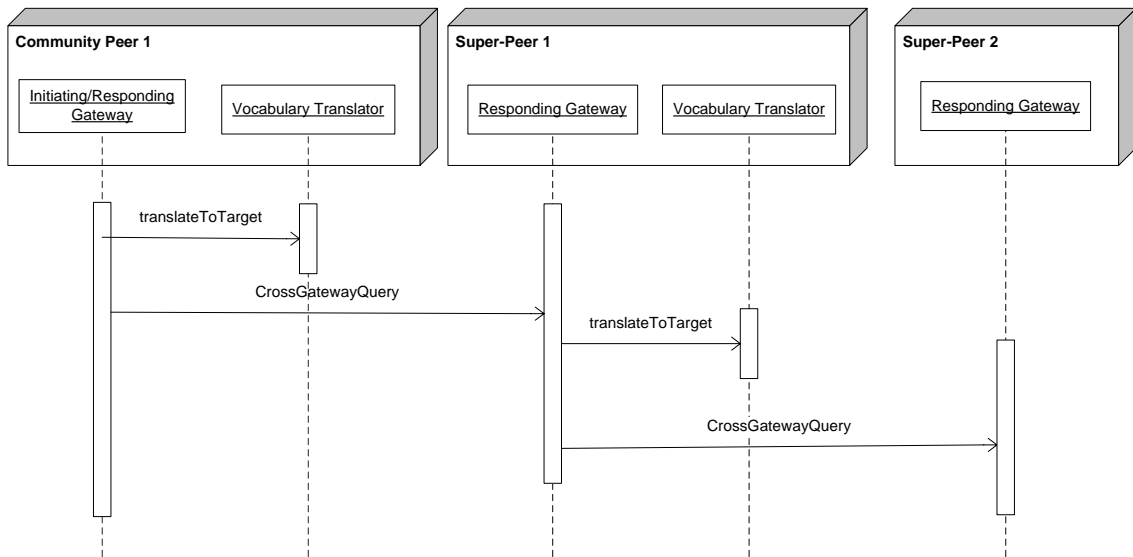 Community Peer 1
Initiating/Responding
Gateway
Vocabulary Translator
Super-Peer 1
Responding Gateway
Vocabulary Translator
Super-Peer 2
Responding Gateway
translateToTarget
CrossGatewayQuery
translateToTarget
CrossGatewayQuery